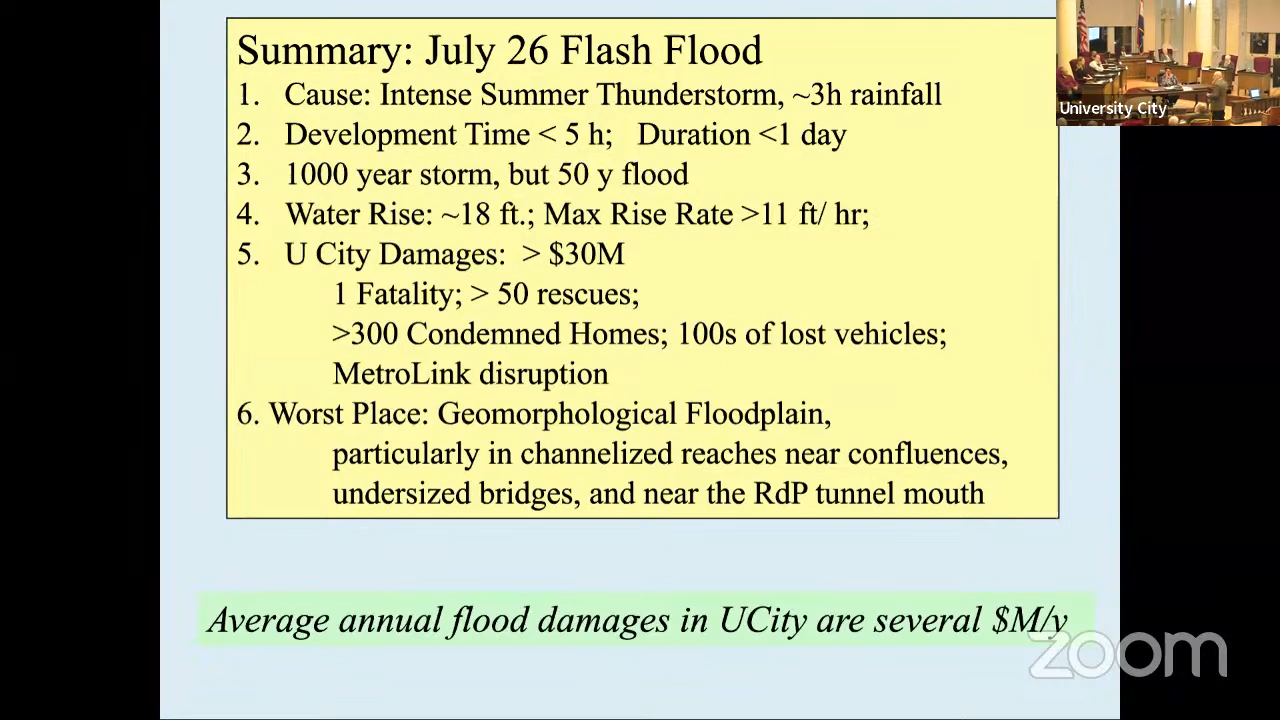 Summary: July 26 Flash Flood
1. Cause: Intense Summer Thunderstorm, ~3h rainfall
2. Development Time < 5 h; Duration <1 day
3. 1000 year storm, but 50 y flood
4. Water Rise: ~18 ft.; Max Rise Rate >11 ft/ hr;
5. U City Damages: > $30M
1 Fatality; > 50 rescues;
>300 Condemned Homes; 100s of lost vehicles;
MetroLink disruption
6. Worst Place: Geomorphological Floodplain,
particularly in channelized reaches near confluences,
undersized bridges, and near the RdP tunnel mouth
Average annual flood damages in UCity are several $M/y
University City
zoom